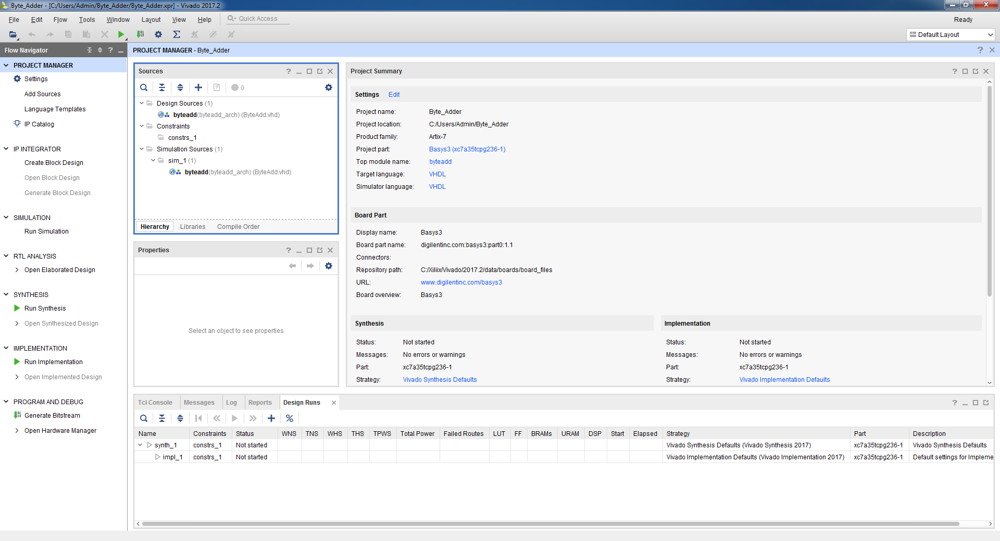 Byte_Adder - [C:/Users/Admin/Byte_Adder/Byte_Adder.xpr] - Vivado 2017.2
File Edit Flow Tools Window Layout View Help Quick Access Ready
Default Layout
Flow Navigator
PROJECT MANAGER
Settings
Add Sources
Language Templates
IP Catalog
IP INTEGRATOR
Create Block Design
Open Block Design
Generate Block Design
SIMULATION
Run Simulation
RTL ANALYSIS
Open Elaborated Design
SYNTHESIS
Run Synthesis
Open Synthesized Design
IMPLEMENTATION
Run Implementation
Open Implemented Design
PROGRAM AND DEBUG
Generate Bitstream
Open Hardware Manager
PROJECT MANAGER - Byte_Adder
Sources
0
Design Sources (1)
byteadd(byteadd_arch) (ByteAdd.vhd)
Constraints
constrs_1
Simulation Sources (1)
sim_1 (1)
byteadd(byteadd_arch) (ByteAdd.vhd)
Hierarchy Libraries Compile Order
Properties
Select an object to see properties
Project Summary
Settings Edit
Project name: Byte_Adder
Project location: C:/Users/Admin/Byte_Adder
Product family: Artix-7
Project part: Basys3 (xc7a35tcpg236-1)
Top module name: byteadd
Target language: VHDL
Simulator language: VHDL
Board Part
Display name: Basys3
Board part name: digilentinc.com:basys3:part0:1.1
Connectors:
Repository path: C:/Xiliix/Vivado/2017.2/data/boards/board_files
URL: www.digilentinc.com/basys3
Board overview: Basys3
Synthesis
Status: Not started
Messages: No errors or warnings
Part: xc7a35tcpg236-1
Strategy: Vivado Synthesis Defaults
Implementation
Status: Not started
Messages: No errors or warnings
Part: xc7a35tcpg236-1
Strategy: Vivado Implementation Defaults
Tcl Console Messages Log Reports Design Runs
Name Constraints Status WNS TNS WHS THS TPWS Total Power Failed Routes LUT FF BRAMs URAM DSP Start Elapsed Strategy Part Description
synth_1 constrs_1 Not started Vivado Synthesis Defaults (Vivado Synthesis 2017) xc7a35tcpg236-1 Vivado Synthesis Defaults
impl_1 constrs_1 Not started Vivado Implementation Defaults (Vivado Implementation 2017) xc7a35tcpg236-1 Default settings for Impleme